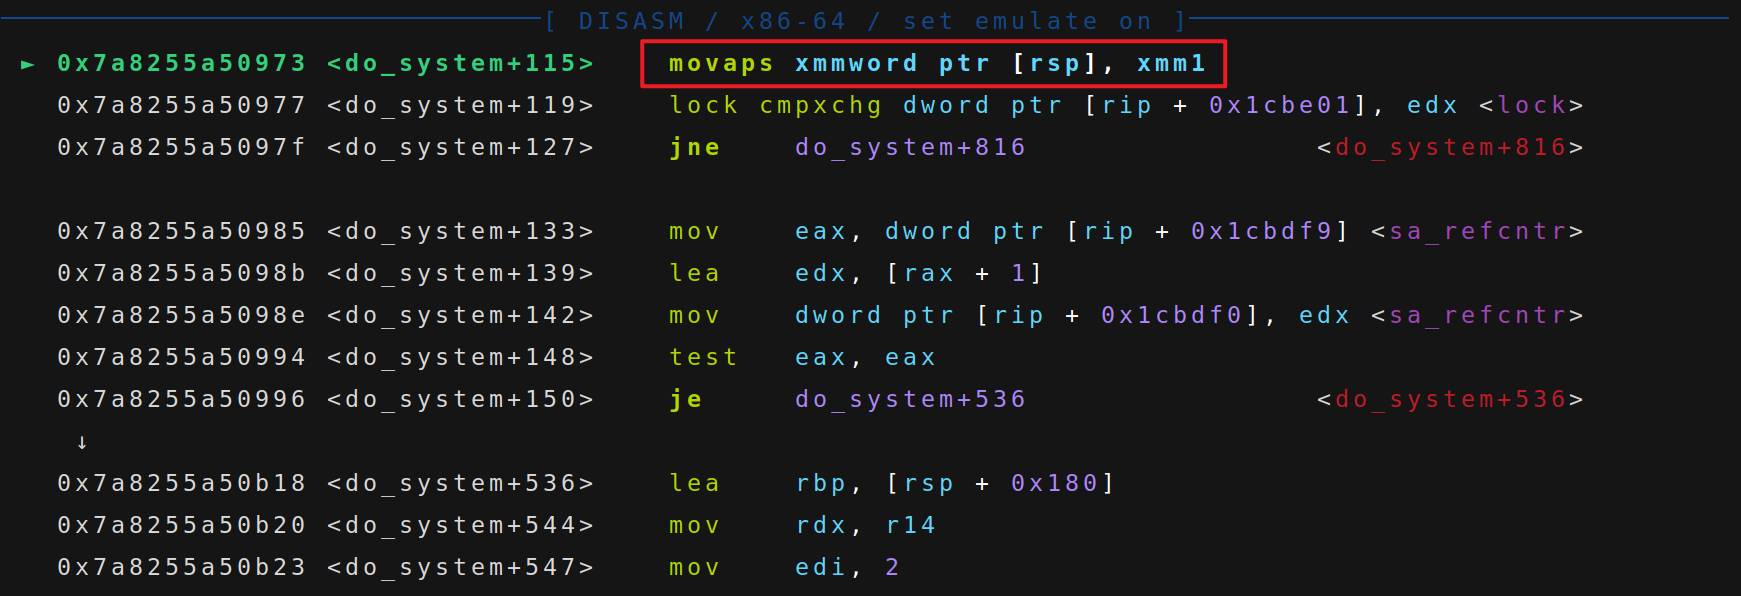 [ DISASM / x86-64 / set emulate on ]
► 0x7a8255a50973 <do_system+115> movaps xmmword ptr [rsp], xmm1
0x7a8255a50977 <do_system+119> lock cmpxchg dword ptr [rip + 0x1cbe01], edx <lock>
0x7a8255a5097f <do_system+127> jne do_system+816 <do_system+816>
0x7a8255a50985 <do_system+133> mov eax, dword ptr [rip + 0x1cbdf9] <sa_refcntr>
0x7a8255a5098b <do_system+139> lea edx, [rax + 1]
0x7a8255a5098e <do_system+142> mov dword ptr [rip + 0x1cbdf0], edx <sa_refcntr>
0x7a8255a50994 <do_system+148> test eax, eax
0x7a8255a50996 <do_system+150> je do_system+536 <do_system+536>
↓
0x7a8255a50b18 <do_system+536> lea rbp, [rsp + 0x180]
0x7a8255a50b20 <do_system+544> mov rdx, r14
0x7a8255a50b23 <do_system+547> mov edi, 2